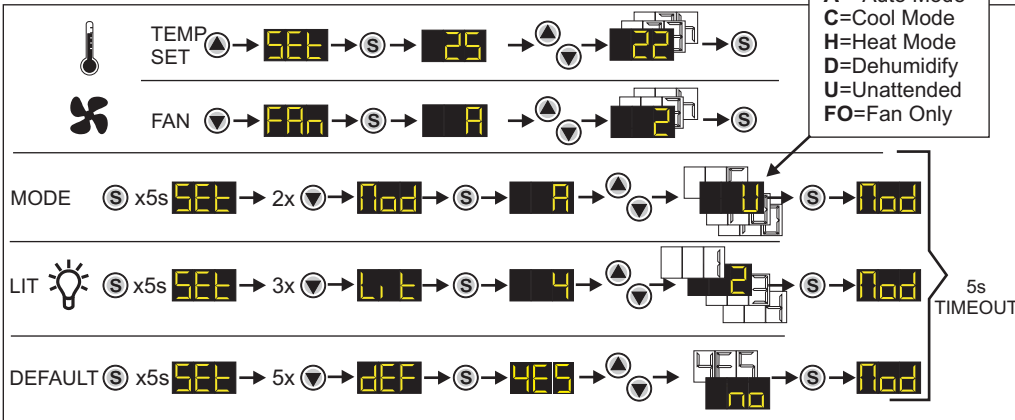 A = Auto Mode
C=Cool Mode
H=Heat Mode
D=Dehumidify
U=Unattended
FO=Fan Only
TEMP SET SEt S 25 22 S
FAN FAn S A 2 S
MODE S x5s SEt 2x Mod S A U S Mod
LIT S x5s SEt 3x Lit S 4 2 S Mod
DEFAULT S x5s SEt 5x dEF S YES YES no S Mod
5s
TIMEOUT